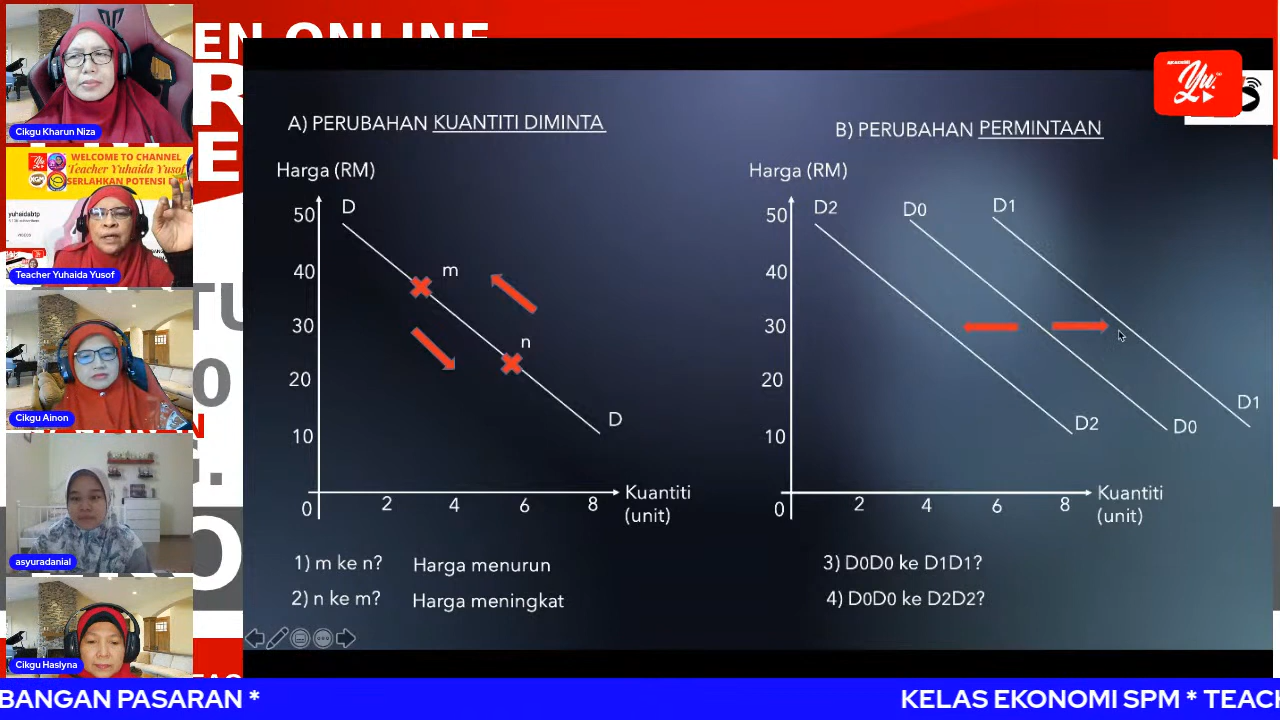 EN ONLINE
Cikgu Kharun Niza
WELCOME TO CHANNEL
Teacher Yuhaida Yusof
SERLAHKAN POTENSI
yuhaidabtp
Teacher Yuhaida Yusof
Cikgu Ainon
asyuradanial
Cikgu Haslyna
A) PERUBAHAN KUANTITI DIMINTA
Harga (RM)
50
40
30
20
10
0
2
4
6
8
Kuantiti
(unit)
D
m
n
D
1) m ke n? Harga menurun
2) n ke m? Harga meningkat
B) PERUBAHAN PERMINTAAN
Harga (RM)
50
40
30
20
10
0
2
4
6
8
Kuantiti
(unit)
D2
D0
D1
D1
D2
D0
3) D0D0 ke D1D1?
4) D0D0 ke D2D2?
Yu
BANGAN PASARAN * KELAS EKONOMI SPM * TEACH